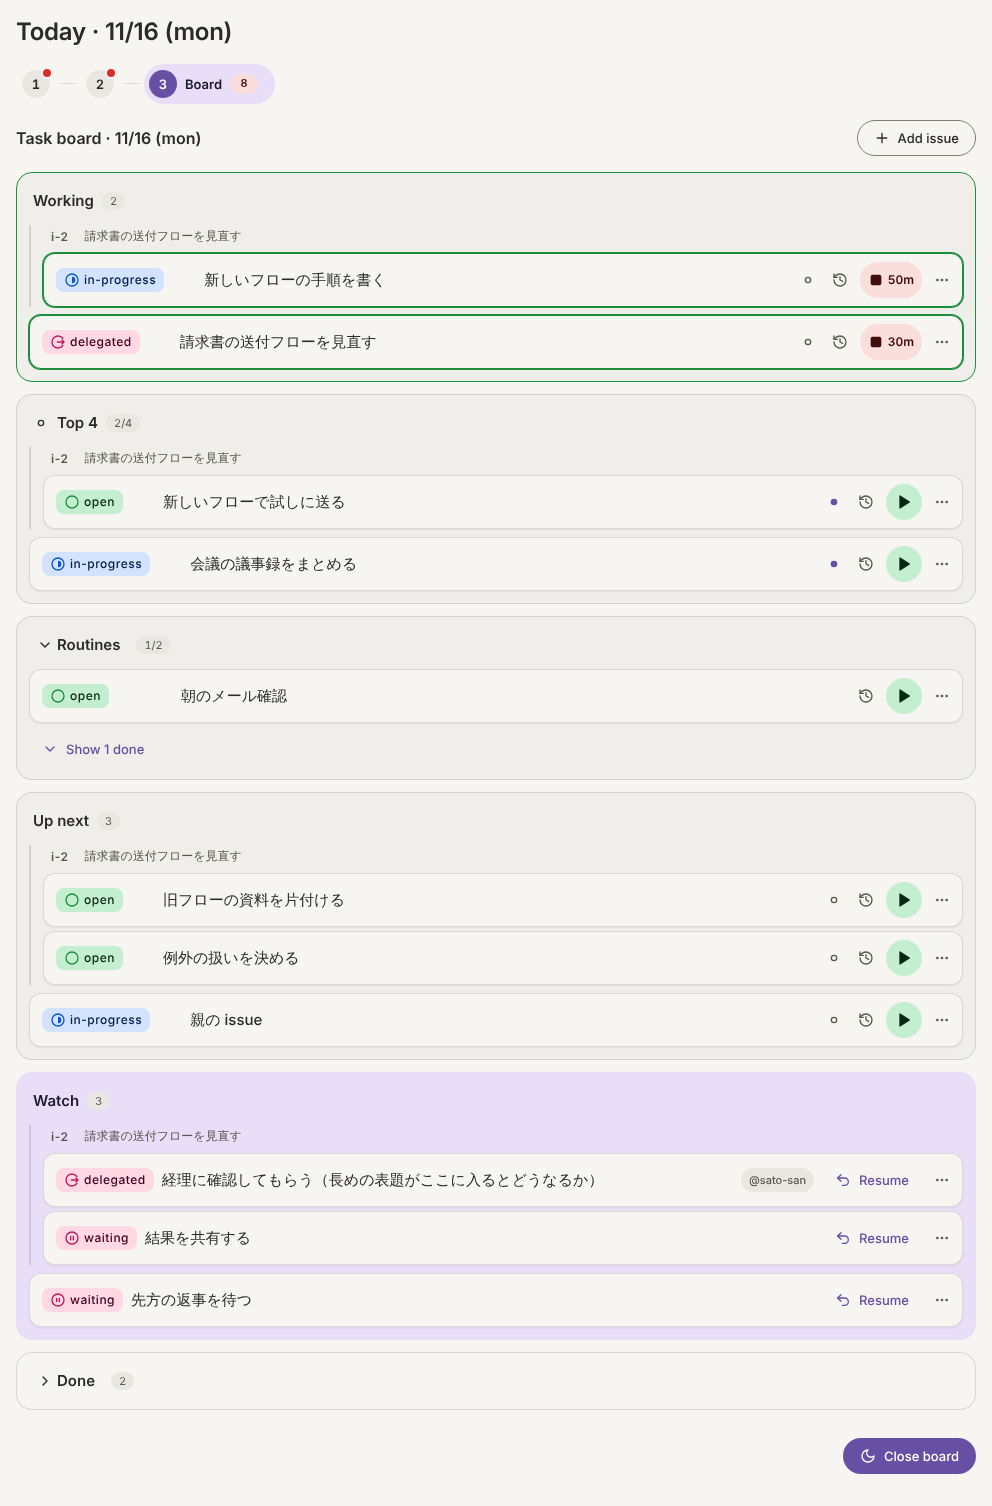 Today · 11/16 (mon)
1
2
3 Board 8
Task board · 11/16 (mon)
Add issue
Working 2
i-2 請求書の送付フローを見直す
in-progress 新しいフローの手順を書く 50m
delegated 請求書の送付フローを見直す 30m
Top 4 2/4
i-2 請求書の送付フローを見直す
open 新しいフローで試しに送る
in-progress 会議の議事録をまとめる
Routines 1/2
open 朝のメール確認
Show 1 done
Up next 3
i-2 請求書の送付フローを見直す
open 旧フローの資料を片付ける
open 例外の扱いを決める
in-progress 親の issue
Watch 3
i-2 請求書の送付フローを見直す
delegated 経理に確認してもらう（長めの表題がここに入るとどうなるか） @sato-san Resume
waiting 結果を共有する Resume
waiting 先方の返事を待つ Resume
Done 2
Close board